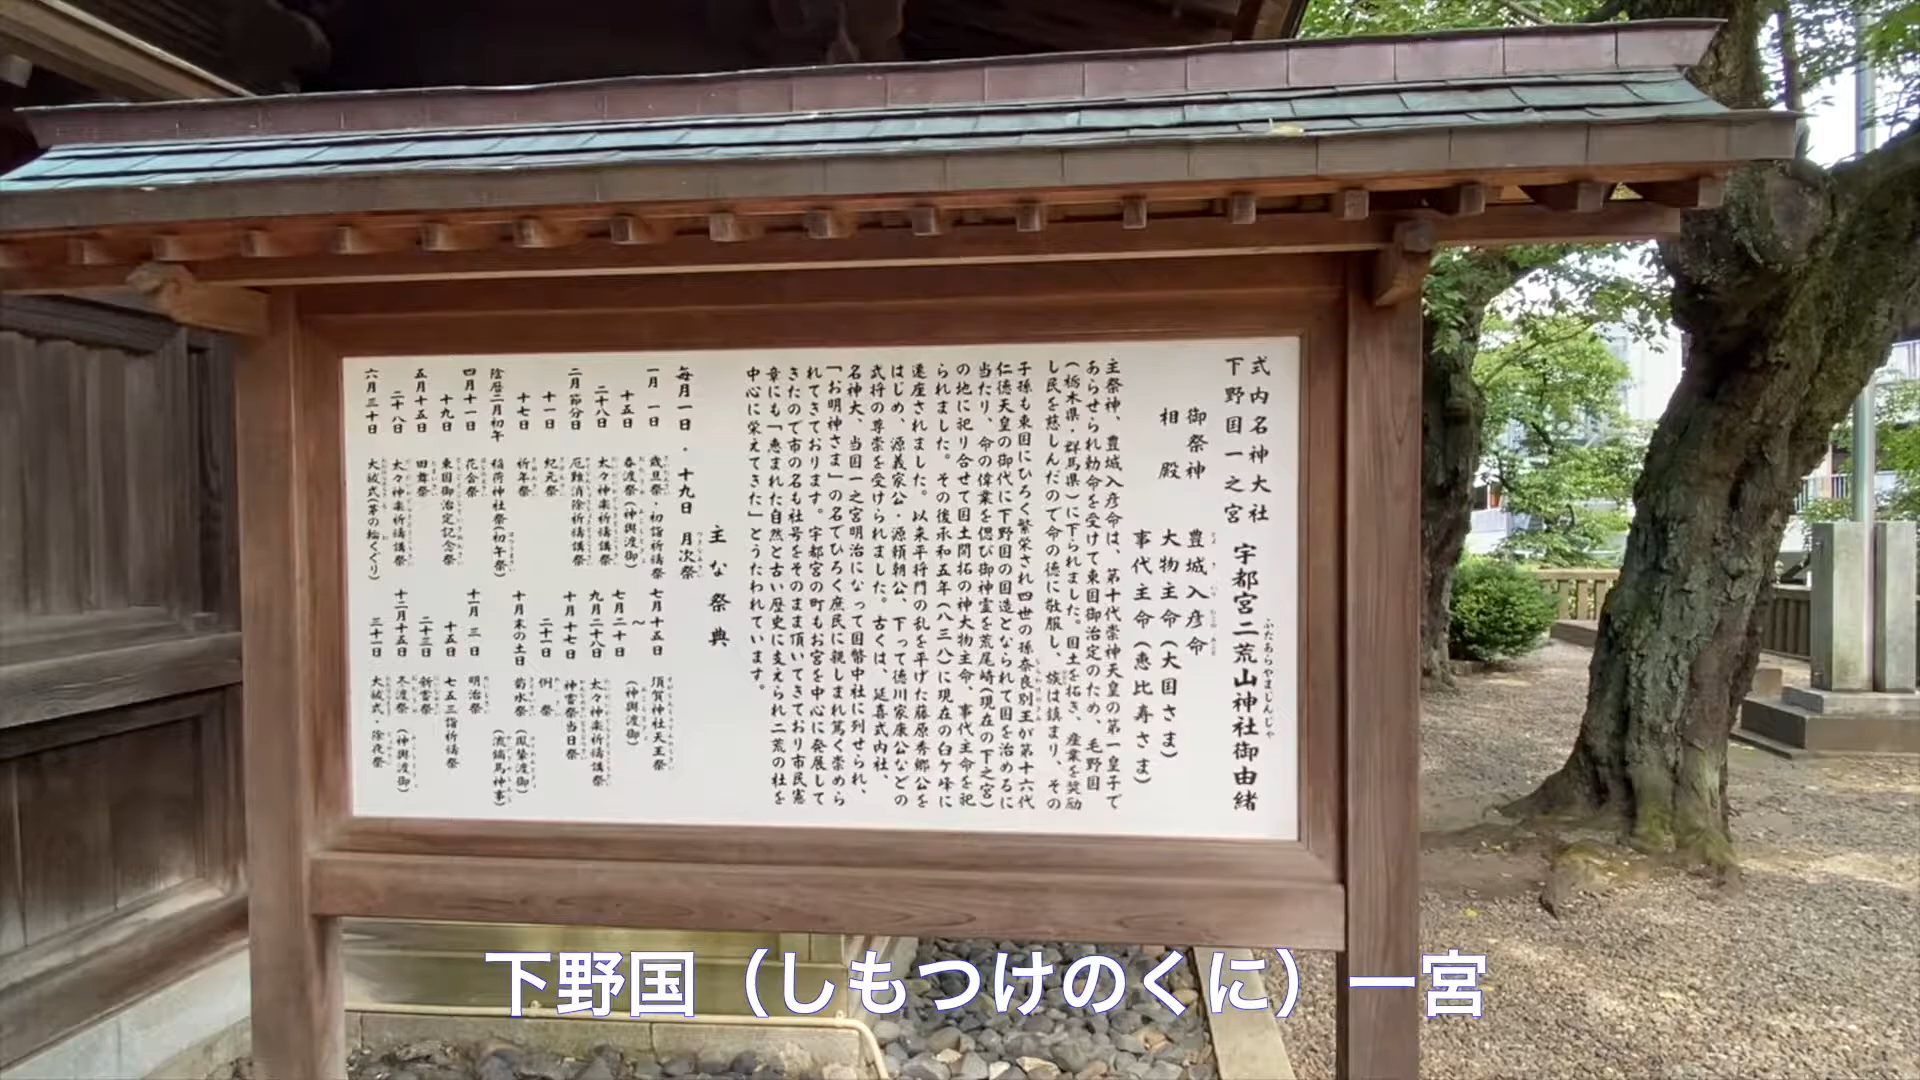 式内名神大社
下野国一之宮
宇都宮二荒山神社御由緒
ふたあらやまじんじゃ
御祭神 豊城入彦命
相殿 大物主命(大国さま)
事代主命(恵比寿さま)
主祭神、豊城入彦命は、第十代崇神天皇の第一皇子で
あらせられ勅命を受けて東国御治定のため、毛野国
(栃木県・群馬県)に下られました。国土を拓き、産業を奨励
し民を慈しんだので命の徳に敬服し、族は鎮まり、その
子孫も東国にひろく繁栄され四世の孫奈良別王が第十六代
仁徳天皇の御代に下野国の国造となられて国を治めるに
当たり、命の偉業を偲び御神霊を荒尾崎(現在の下之宮)
の地に祀り合せて国土開拓の神大物主命、事代主命を祀
られました。その後承和五年(八三八)に現在の臼ケ峰に
遷座されました。以来平将門の乱を平げた藤原秀郷公を
はじめ、源義家公・源頼朝公、下って徳川家康公などの
武将の尊崇を受けられました。古くは、延喜式内社、
名神大、当国一之宮明治になって国幣中社に列せられ、
「お明神さま」の名でひろく庶民に親しまれ篤く崇めら
れてきております。宇都宮の町もお宮を中心に発展して
きたので市の名も社号をそのまま頂いてきており市民憲
章にも「恵まれた自然と古い歴史に支えられ二荒の社を
中心に栄えてきた」とうたわれています。
主な祭典
毎月一日・十九日 月次祭
一月一日 歳旦祭・初詣祈祷祭
十五日 春渡祭(神輿渡御)
二十八日 太々神楽祈祷講祭
二月節分日 厄難消除祈祷祭
十一日 紀元祭
十七日 祈年祭
陰暦二月初午 稲荷神社祭(初午祭)
四月十一日 花会祭
十九日 東国御治定記念祭
五月十五日 田舞祭
二十八日 太々神楽祈祷講祭
六月三十日 大祓式(茅の輪くぐり)
七月十五日 須賀神社天王祭
~
七月二十日 (神輿渡御)
九月二十八日 太々神楽祈祷講祭
十月十七日 神嘗祭当日祭
二十一日 例祭
十月末の土日 菊水祭(鳳輦渡御)
(流鏑馬神事)
十一月三日 明治祭
十五日 七五三詣祈祷祭
二十三日 新嘗祭
十二月十五日 冬渡祭(神輿渡御)
三十一日 大祓式・除夜祭
下野国（しもつけのくに）一宮